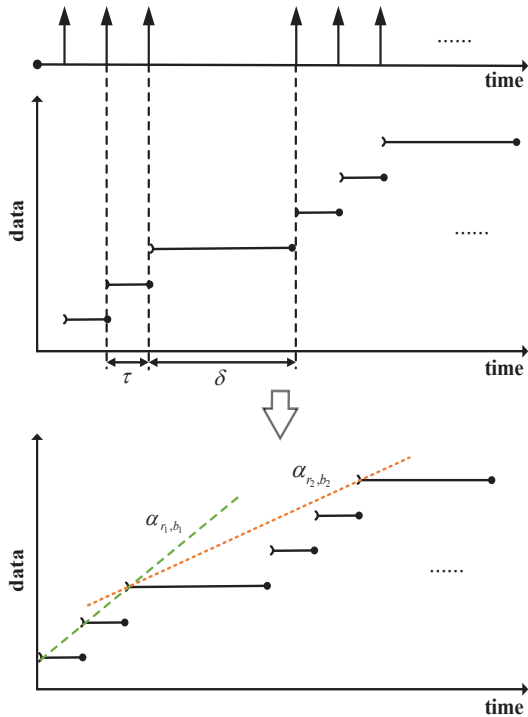 ......
time
data
......
τ
δ
time
α_{r_2,b_2}
α_{r_1,b_1}
data
......
time